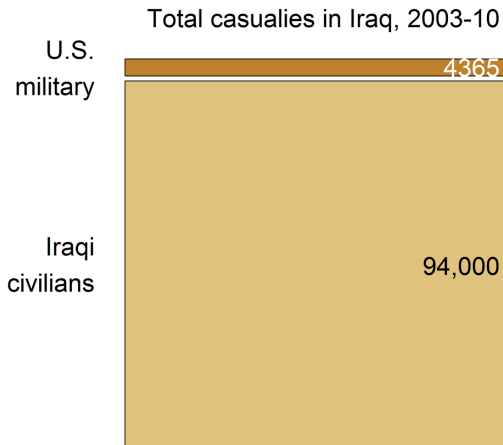 Total casualies in Iraq, 2003-10
U.S.
military
4365
Iraqi
civilians
94,000